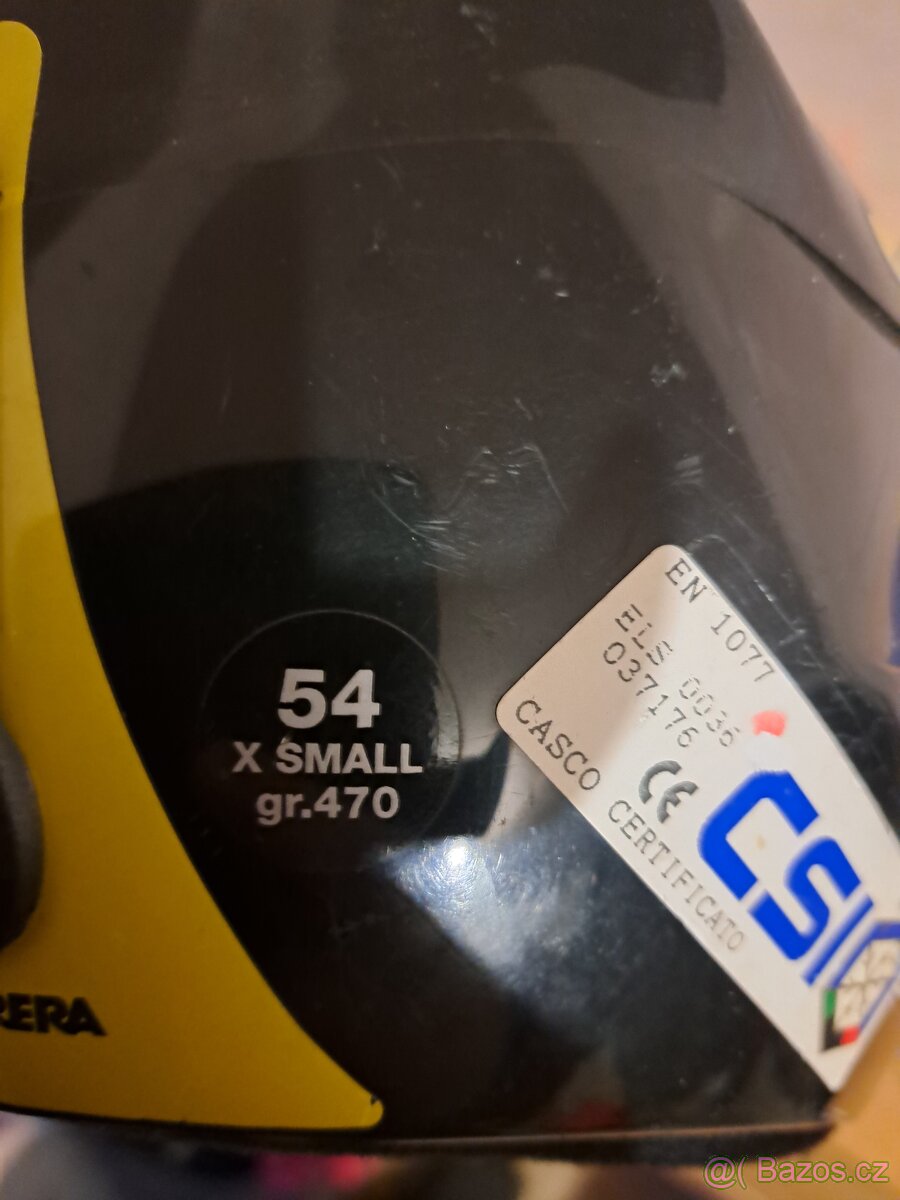 54
X SMALL
gr.470
EN 1077
ELS 0036
037176
CE
CASCO CERTIFICATO
CSI
RERA
@( Bazos.cz